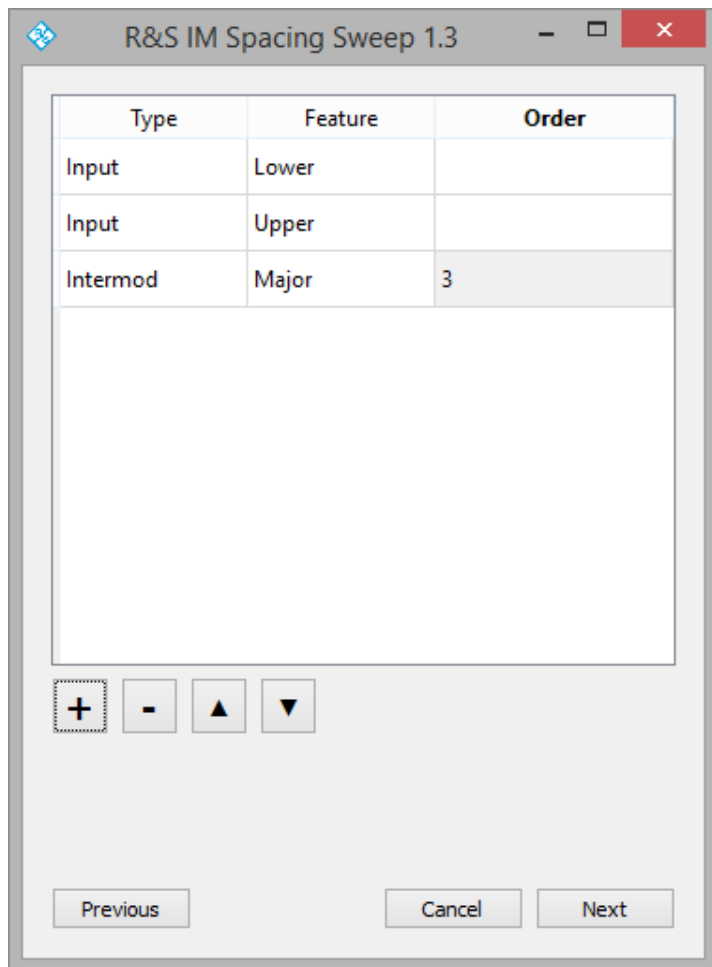 R&S IM Spacing Sweep 1.3
Type Feature Order
Input Lower
Input Upper
Intermod Major 3
+ - ▲ ▼
Previous Cancel Next